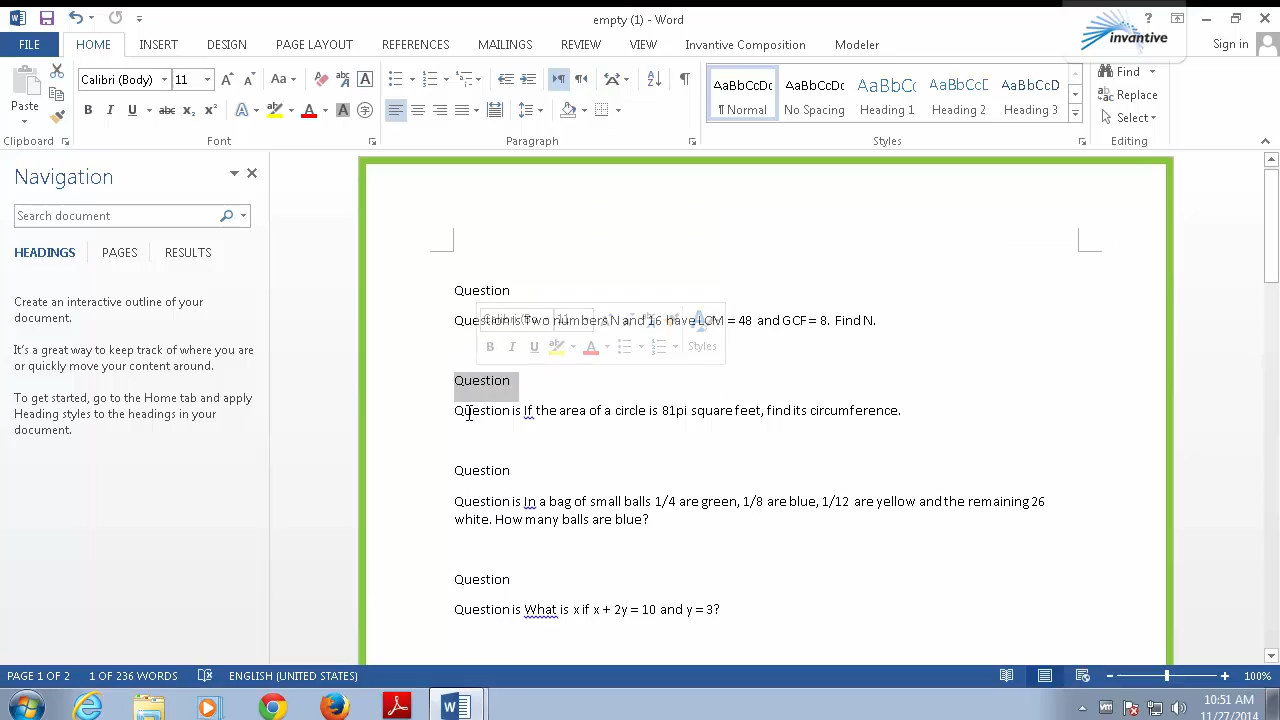 empty (1) - Word
invantive
?
FILE
HOME
INSERT
DESIGN
PAGE LAYOUT
MAILINGS
REVIEW
VIEW
Invantive Composition
Modeler
Sign in
Calibri (Body)
11
Aa
Find
Replace
Select
Paste
B I U abc x₂ x²
AaBbCcDc
¶ Normal
AaBbCcDc
No Spacing
AaBbCc
Heading 1
AaBbCcD
Heading 2
AaBbCcD
Heading 3
Clipboard
Font
Paragraph
Styles
Editing
Navigation
Search document
HEADINGS
PAGES
RESULTS
Create an interactive outline of your
document.
It's a great way to keep track of where you are
or quickly move your content around.
To get started, go to the Home tab and apply
Heading styles to the headings in your
document.
Question
Question is Two numbers N and 16 have LCM = 48 and GCF = 8. Find N.
B I U
Styles
Question
Question is If the area of a circle is 81pi square feet, find its circumference.
Question
Question is In a bag of small balls 1/4 are green, 1/8 are blue, 1/12 are yellow and the remaining 26
white. How many balls are blue?
Question
Question is What is x if x + 2y = 10 and y = 3?
PAGE 1 OF 2
1 OF 236 WORDS
ENGLISH (UNITED STATES)
100%
10:51 AM
11/27/2014